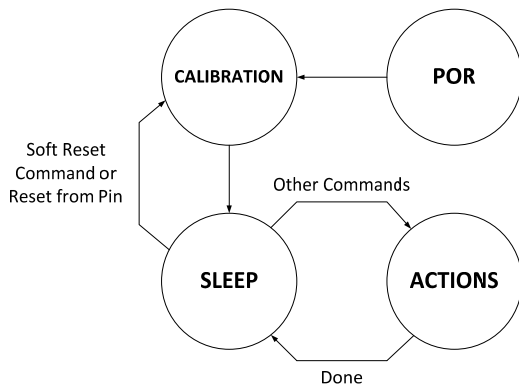 CALIBRATION
POR
Soft Reset
Command or
Reset from Pin
Other Commands
SLEEP
ACTIONS
Done